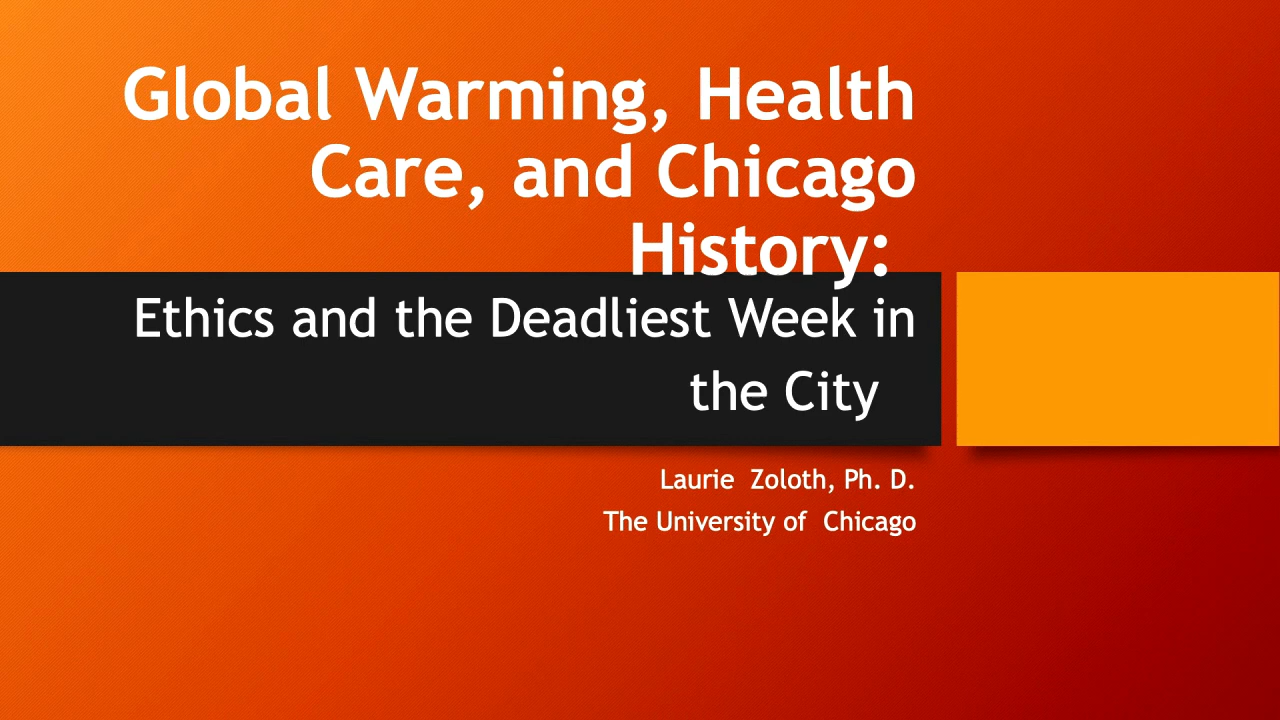 Global Warming, Health
Care, and Chicago
History:
Ethics and the Deadliest Week in
the City
Laurie Zoloth, Ph. D.
The University of Chicago